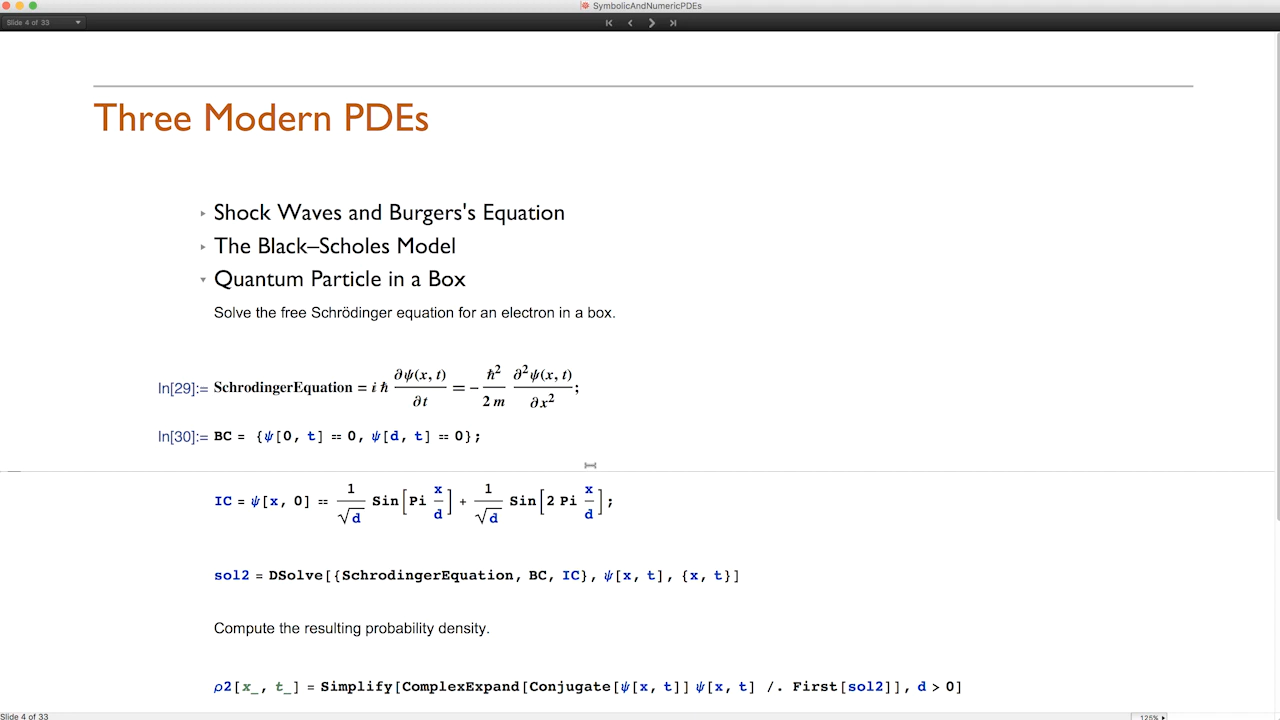 SymbolicAndNumericPDEs
Slide 4 of 33
Three Modern PDEs
Shock Waves and Burgers's Equation
The Black–Scholes Model
Quantum Particle in a Box
Solve the free Schrödinger equation for an electron in a box.
In[29]:= SchrodingerEquation = i ħ ∂ψ(x, t)/∂t == -ħ²/2 m ∂²ψ(x, t)/∂x²;
In[30]:= BC = {ψ[0, t] == 0, ψ[d, t] == 0};
IC = ψ[x, 0] == 1/√d Sin[Pi x/d] + 1/√d Sin[2 Pi x/d];
sol2 = DSolve[{SchrodingerEquation, BC, IC}, ψ[x, t], {x, t}]
Compute the resulting probability density.
ρ2[x_, t_] = Simplify[ComplexExpand[Conjugate[ψ[x, t]] ψ[x, t] /. First[sol2]], d > 0]
Slide 4 of 33
125%